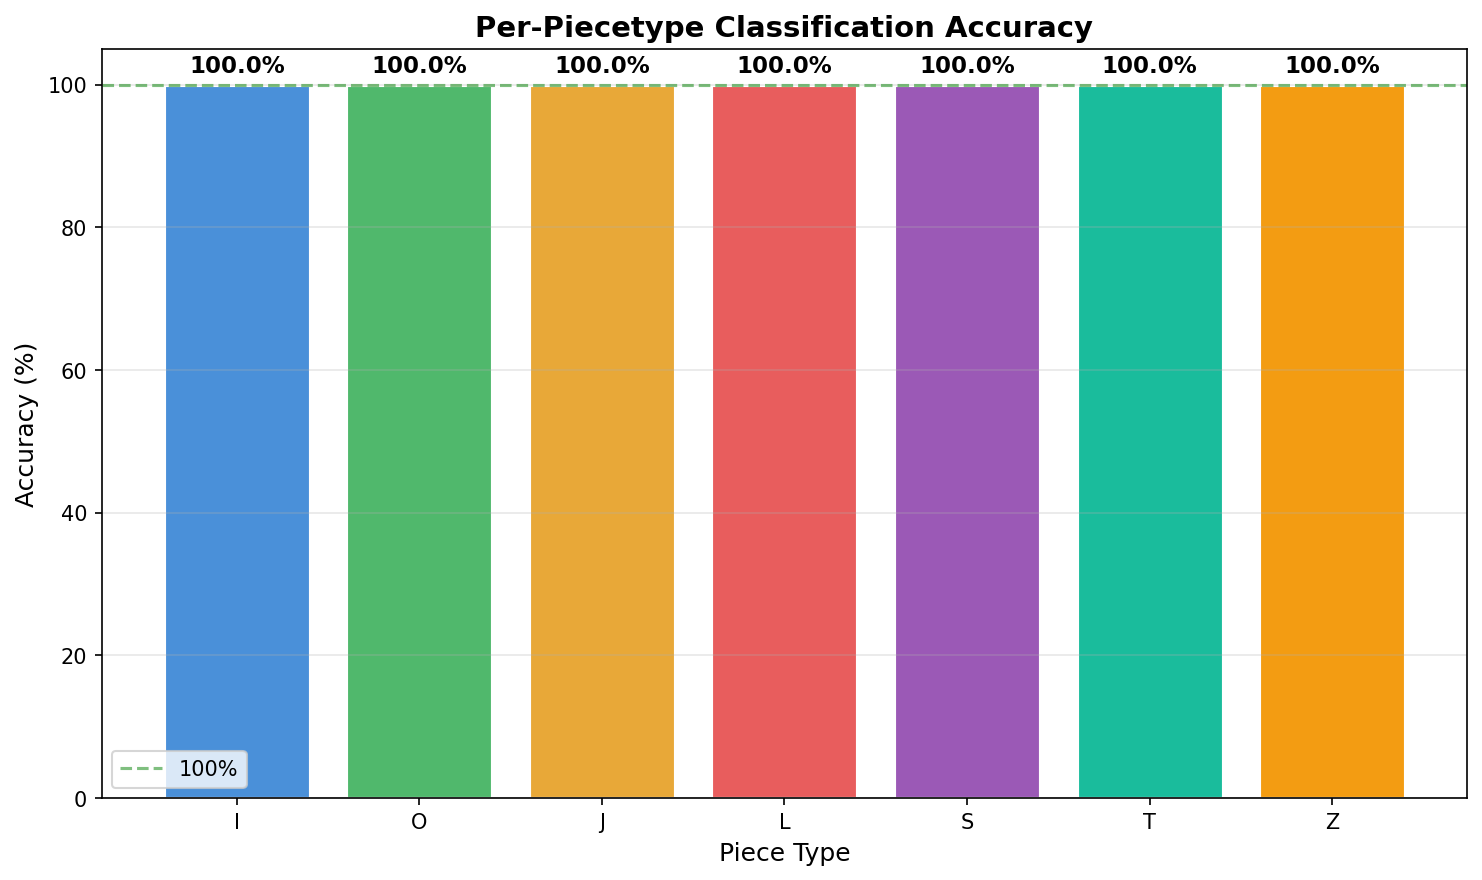 Per-Piecetype Classification Accuracy
100.0% 100.0% 100.0% 100.0% 100.0% 100.0% 100.0%
100
80
60
40
20
0
Accuracy (%)
100%
I O J L S T Z
Piece Type